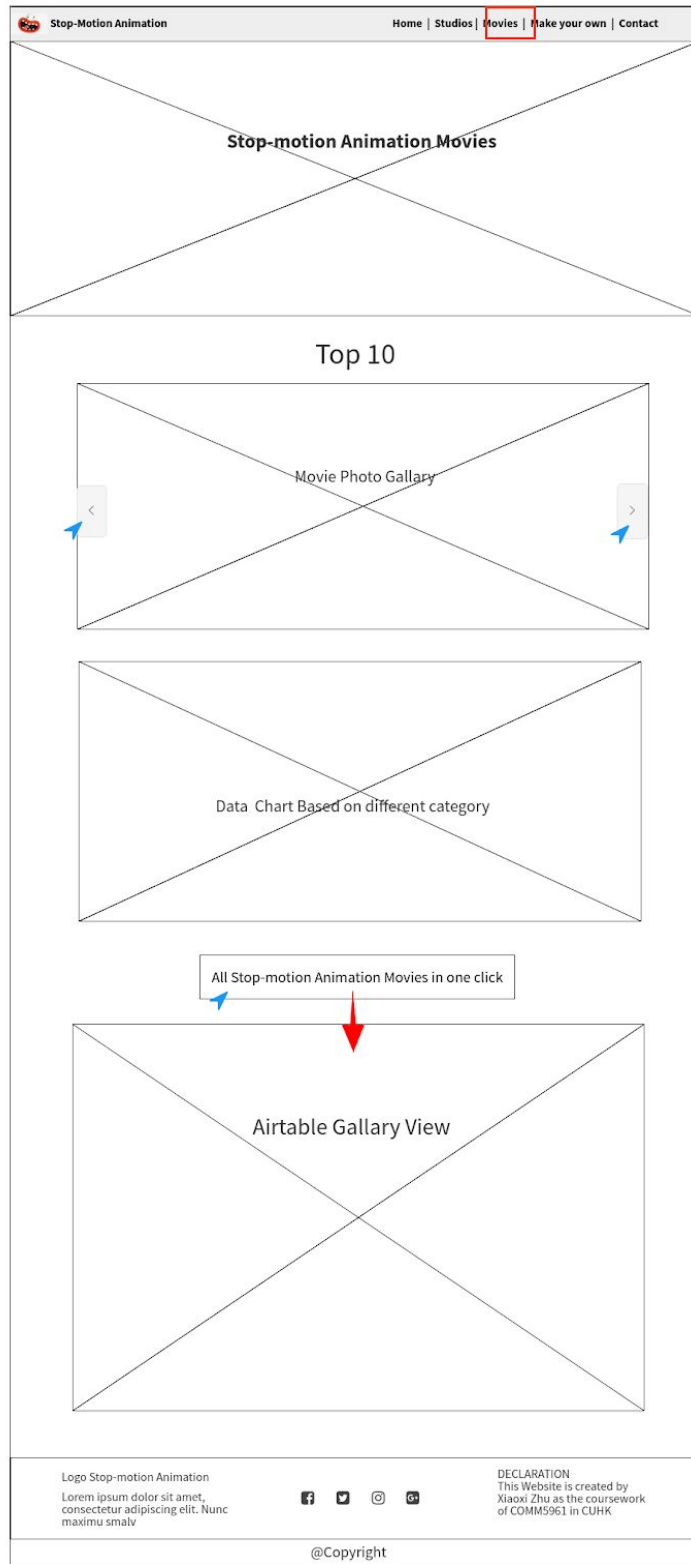 Stop-Motion Animation
Home | Studios | Movies | Make your own | Contact
Stop-motion Animation Movies
Top 10
Movie Photo Gallary
Data Chart Based on different category
All Stop-motion Animation Movies in one click
Airtable Gallary View
Logo Stop-motion Animation
Lorem ipsum dolor sit amet,
consectetur adipiscing elit. Nunc
maximu smalv
DECLARATION
This Website is created by
Xiaoxi Zhu as the coursework
of COMM5961 in CUHK
@Copyright